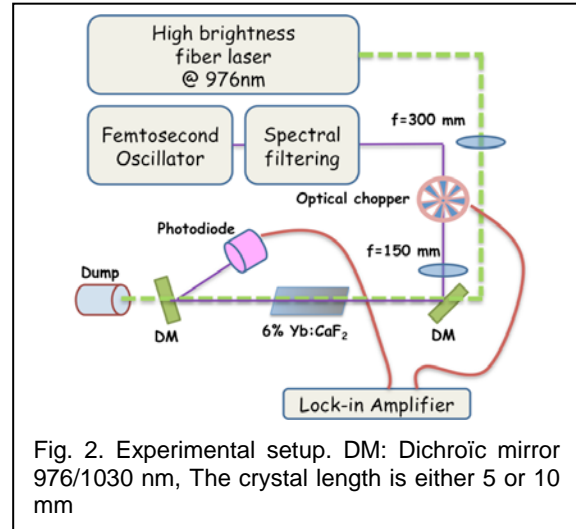 High brightness
fiber laser
@ 976nm
f=300 mm
Femtosecond
Oscillator
Spectral
filtering
Optical chopper
Photodiode
f=150 mm
Dump
DM
6% Yb:CaF₂
DM
Lock-in Amplifier
Fig. 2. Experimental setup. DM: Dichroïc mirror
976/1030 nm, The crystal length is either 5 or 10
mm